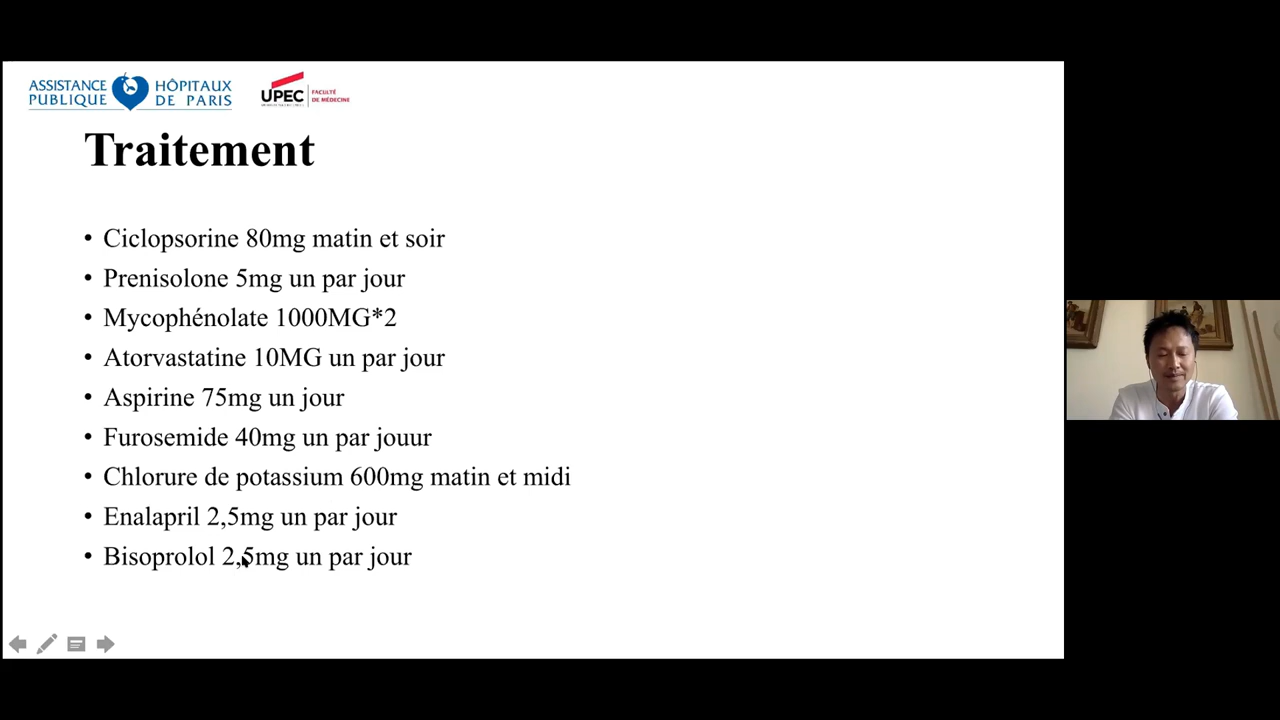 ASSISTANCE PUBLIQUE HÔPITAUX DE PARIS
UPEC FACULTÉ DE MÉDECINE
Traitement
• Ciclopsorine 80mg matin et soir
• Prenisolone 5mg un par jour
• Mycophénolate 1000MG*2
• Atorvastatine 10MG un par jour
• Aspirine 75mg un jour
• Furosemide 40mg un par jouur
• Chlorure de potassium 600mg matin et midi
• Enalapril 2,5mg un par jour
• Bisoprolol 2,5mg un par jour